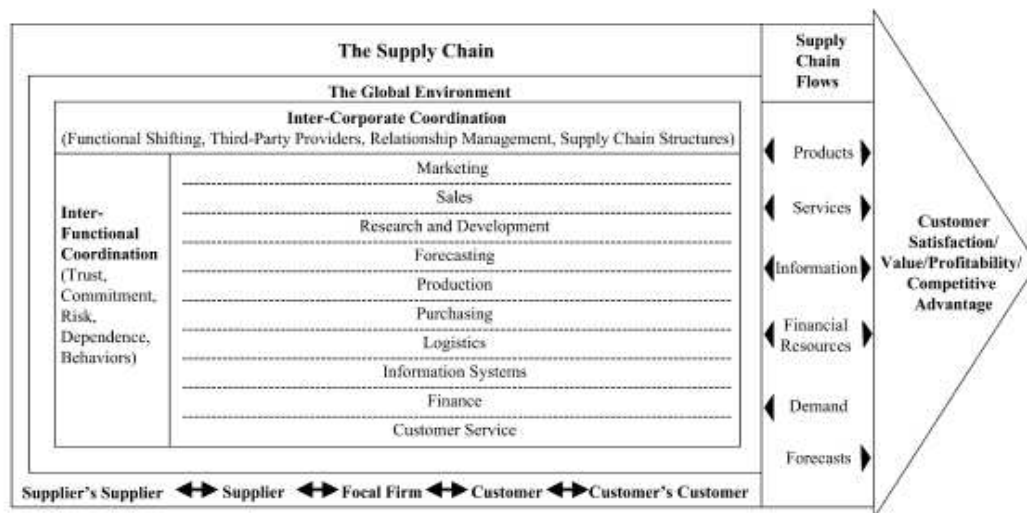 The Supply Chain
The Global Environment
Inter-Corporate Coordination
(Functional Shifting, Third-Party Providers, Relationship Management, Supply Chain Structures)
Inter-
Functional
Coordination
(Trust,
Commitment,
Risk,
Dependence,
Behaviors)
Marketing
Sales
Research and Development
Forecasting
Production
Purchasing
Logistics
Information Systems
Finance
Customer Service
Supplier's Supplier Supplier Focal Firm Customer Customer's Customer
Supply
Chain
Flows
Products
Services
Information
Financial
Resources
Demand
Forecasts
Customer
Satisfaction/
Value/Profitability/
Competitive
Advantage